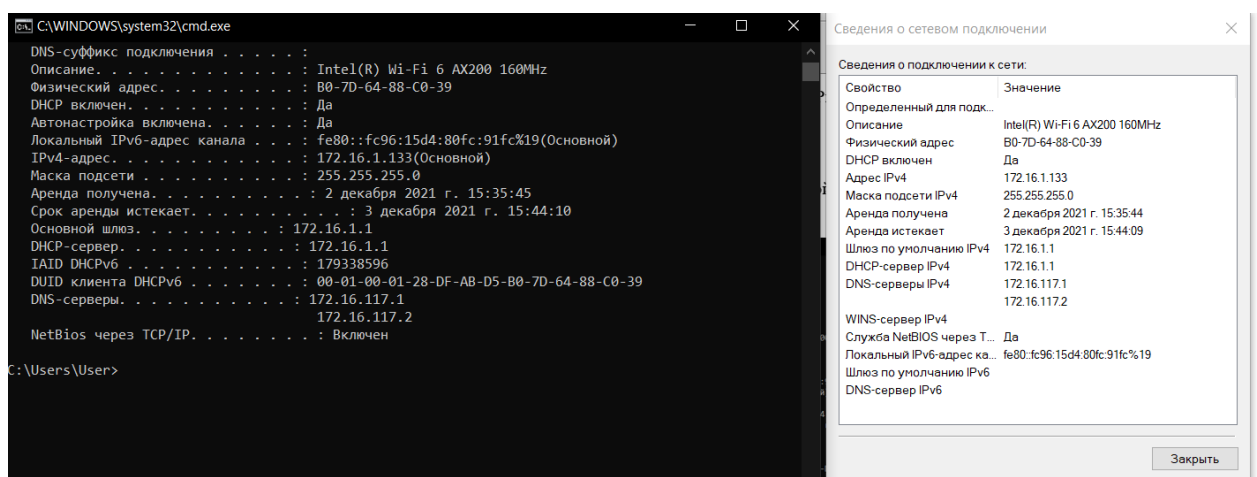 C:\WINDOWS\system32\cmd.exe
DNS-суффикс подключения . . . . . :
Описание. . . . . . . . . . . . . : Intel(R) Wi-Fi 6 AX200 160MHz
Физический адрес. . . . . . . . . : B0-7D-64-88-C0-39
DHCP включен. . . . . . . . . . . : Да
Автонастройка включена. . . . . . : Да
Локальный IPv6-адрес канала . . . : fe80::fc96:15d4:80fc:91fc%19(Основной)
IPv4-адрес. . . . . . . . . . . . : 172.16.1.133(Основной)
Маска подсети . . . . . . . . . . : 255.255.255.0
Аренда получена. . . . . . . . . . : 2 декабря 2021 г. 15:35:45
Срок аренды истекает. . . . . . . . . . : 3 декабря 2021 г. 15:44:10
Основной шлюз. . . . . . . . . : 172.16.1.1
DHCP-сервер. . . . . . . . . . . : 172.16.1.1
IAID DHCPv6 . . . . . . . . . . . : 179338596
DUID клиента DHCPv6 . . . . . . . : 00-01-00-01-28-DF-AB-D5-B0-7D-64-88-C0-39
DNS-серверы. . . . . . . . . . . : 172.16.117.1
172.16.117.2
NetBios через TCP/IP. . . . . . . . : Включен
C:\Users\User>
Сведения о сетевом подключении
Сведения о подключении к сети:
Свойство Значение
Определенный для подк...
Описание Intel(R) Wi-Fi 6 AX200 160MHz
Физический адрес B0-7D-64-88-C0-39
DHCP включен Да
Адрес IPv4 172.16.1.133
Маска подсети IPv4 255.255.255.0
Аренда получена 2 декабря 2021 г. 15:35:44
Аренда истекает 3 декабря 2021 г. 15:44:09
Шлюз по умолчанию IPv4 172.16.1.1
DHCP-сервер IPv4 172.16.1.1
DNS-серверы IPv4 172.16.117.1
172.16.117.2
WINS-сервер IPv4
Служба NetBIOS через T... Да
Локальный IPv6-адрес ка... fe80::fc96:15d4:80fc:91fc%19
Шлюз по умолчанию IPv6
DNS-сервер IPv6
Закрыть